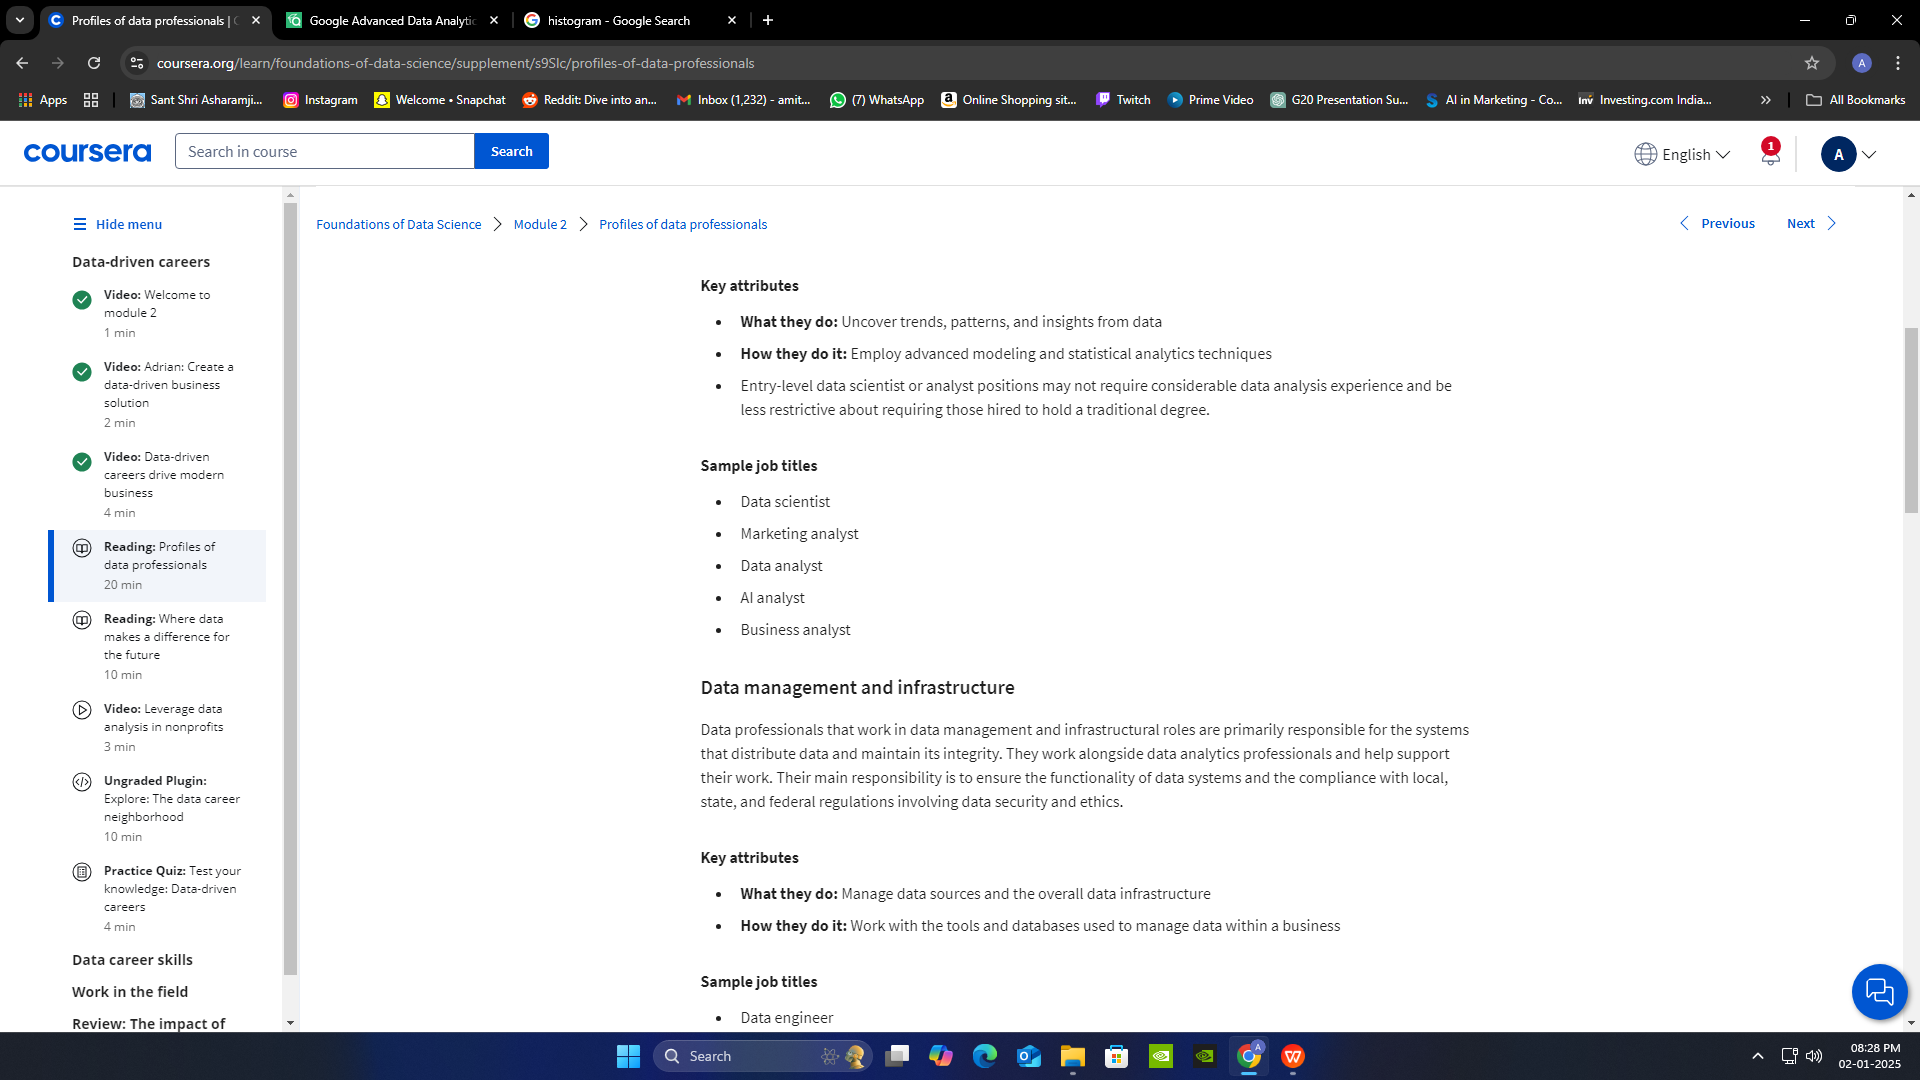 Profiles of data professionals | C
Google Advanced Data Analytic
histogram - Google Search
coursera.org/learn/foundations-of-data-science/supplement/s9Slc/profiles-of-data-professionals
A
Apps
Sant Shri Asharamji...
Instagram
Welcome • Snapchat
Reddit: Dive into an...
Inbox (1,232) - amit...
(7) WhatsApp
Online Shopping sit...
Twitch
Prime Video
G20 Presentation Su...
AI in Marketing - Co...
Investing.com India...
All Bookmarks
coursera
Search in course
Search
English
1
A
Hide menu
Data-driven careers
Video: Welcome to
module 2
1 min
Video: Adrian: Create a
data-driven business
solution
2 min
Video: Data-driven
careers drive modern
business
4 min
Reading: Profiles of
data professionals
20 min
Reading: Where data
makes a difference for
the future
10 min
Video: Leverage data
analysis in nonprofits
3 min
Ungraded Plugin:
Explore: The data career
neighborhood
10 min
Practice Quiz: Test your
knowledge: Data-driven
careers
4 min
Data career skills
Work in the field
Review: The impact of
Foundations of Data Science
Module 2
Profiles of data professionals
Previous
Next
Key attributes
• What they do: Uncover trends, patterns, and insights from data
• How they do it: Employ advanced modeling and statistical analytics techniques
• Entry-level data scientist or analyst positions may not require considerable data analysis experience and be
less restrictive about requiring those hired to hold a traditional degree.
Sample job titles
• Data scientist
• Marketing analyst
• Data analyst
• AI analyst
• Business analyst
Data management and infrastructure
Data professionals that work in data management and infrastructural roles are primarily responsible for the systems
that distribute data and maintain its integrity. They work alongside data analytics professionals and help support
their work. Their main responsibility is to ensure the functionality of data systems and the compliance with local,
state, and federal regulations involving data security and ethics.
Key attributes
• What they do: Manage data sources and the overall data infrastructure
• How they do it: Work with the tools and databases used to manage data within a business
Sample job titles
• Data engineer
Search
08:28 PM
02-01-2025